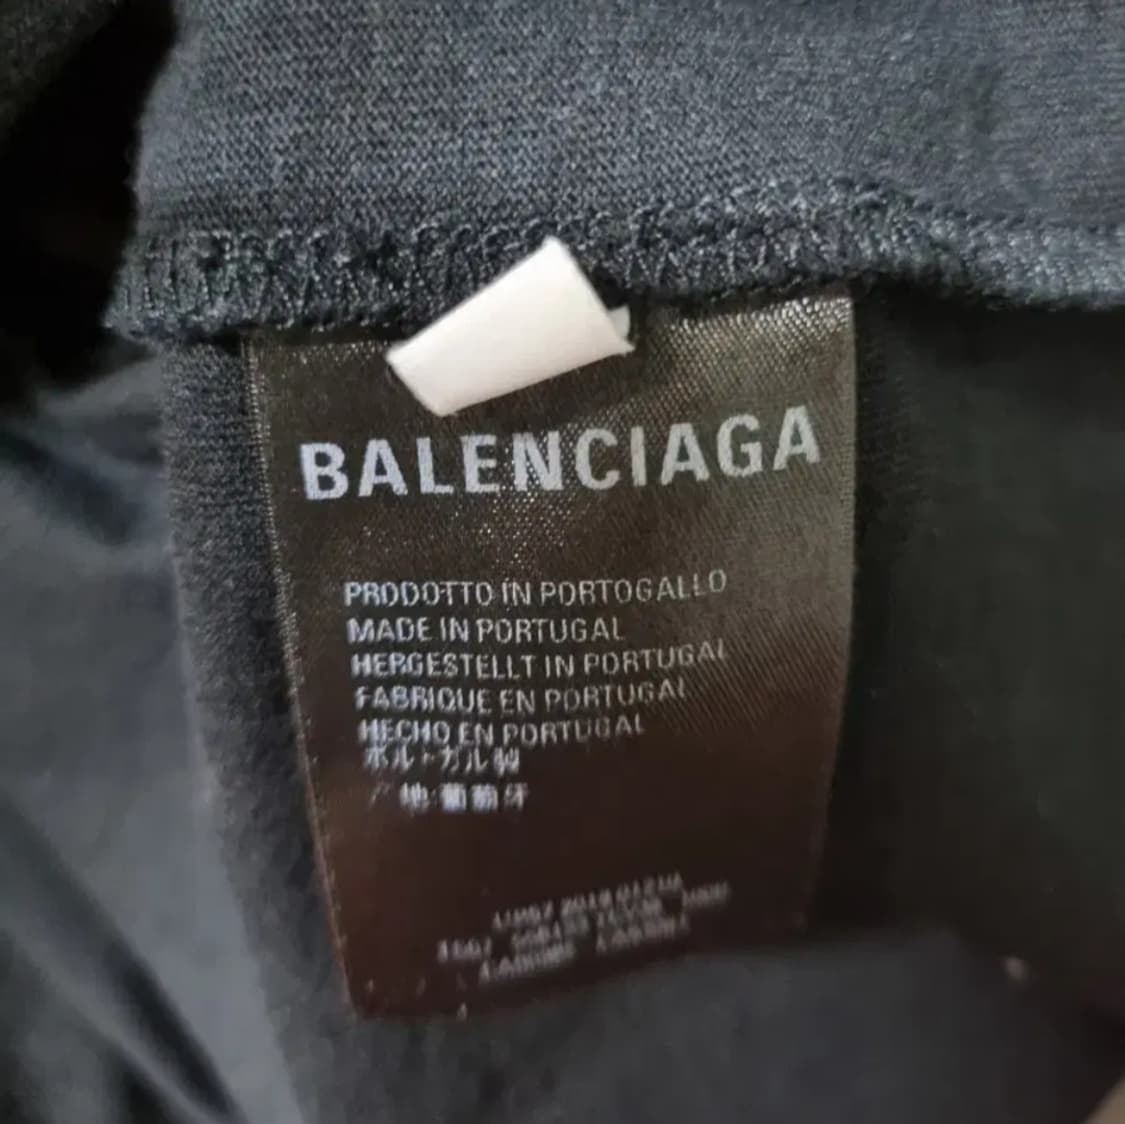 BALENCIAGA
PRODOTTO IN PORTOGALLO
MADE IN PORTUGAL
HERGESTELLT IN PORTUGAL
FABRIQUE EN PORTUGAL
HECHO EN PORTUGAL
ポルトガル製
产地:葡萄牙